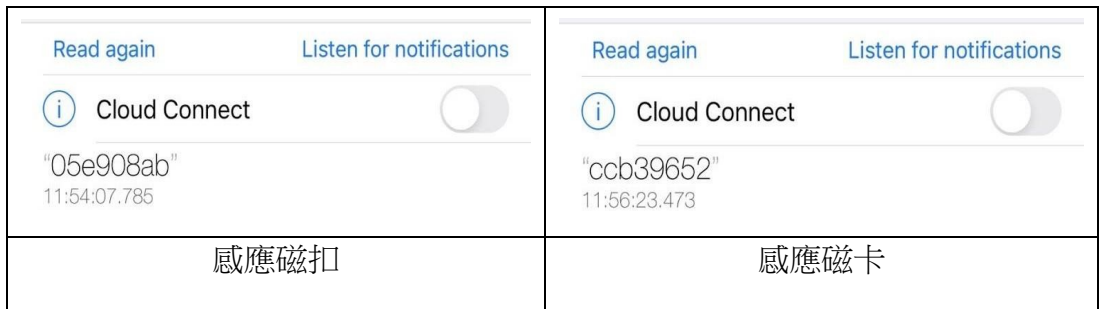 Read again Listen for notifications
i Cloud Connect
“05e908ab”
11:54:07.785
感應磁扣
Read again Listen for notifications
i Cloud Connect
“ccb39652”
11:56:23.473
感應磁卡